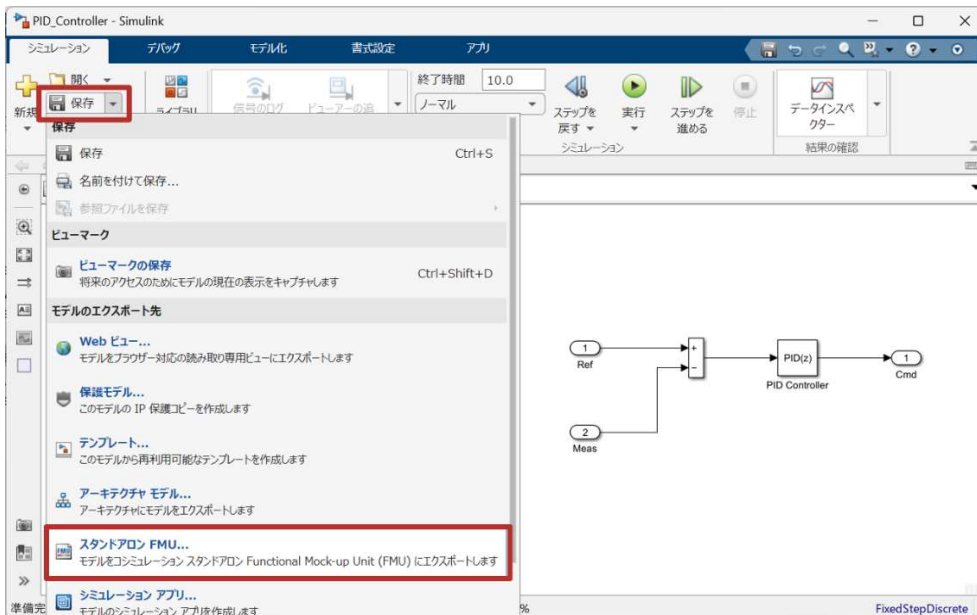 PID_Controller - Simulink
シミュレーション デバッグ モデル化 書式設定 アプリ
新規
開く
保存
ライブラリ
信号のログ
ビューアーの追
終了時間 10.0
ノーマル
ステップを
戻す
実行
ステップを
進める
停止
シミュレーション
データインスペ
クター
結果の確認
保存
保存 Ctrl+S
名前を付けて保存...
参照ファイルを保存
ビューマーク
ビューマークの保存
将来のアクセスのためにモデルの現在の表示をキャプチャします
Ctrl+Shift+D
モデルのエクスポート先
Web ビュー...
モデルをブラウザー対応の読み取り専用ビューにエクスポートします
保護モデル...
このモデルの IP 保護コピーを作成します
テンプレート...
このモデルから再利用可能なテンプレートを作成します
アーキテクチャ モデル...
アーキテクチャにモデルをエクスポートします
スタンドアロン FMU...
モデルをコシミュレーション スタンドアロン Functional Mock-up Unit (FMU) にエクスポートします
シミュレーション アプリ...
モデルのシミュレーション アプリを作成します
1
Ref
2
Meas
+
−
PID(z)
PID Controller
1
Cmd
準備完
%
FixedStepDiscrete